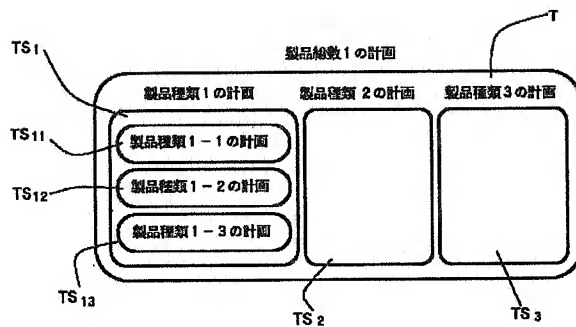 T
製品総数1の計画
TS1
製品種類1の計画 製品種類2の計画 製品種類3の計画
TS11
製品種類1-1の計画
TS12
製品種類1-2の計画
製品種類1-3の計画
TS13
TS2
TS3